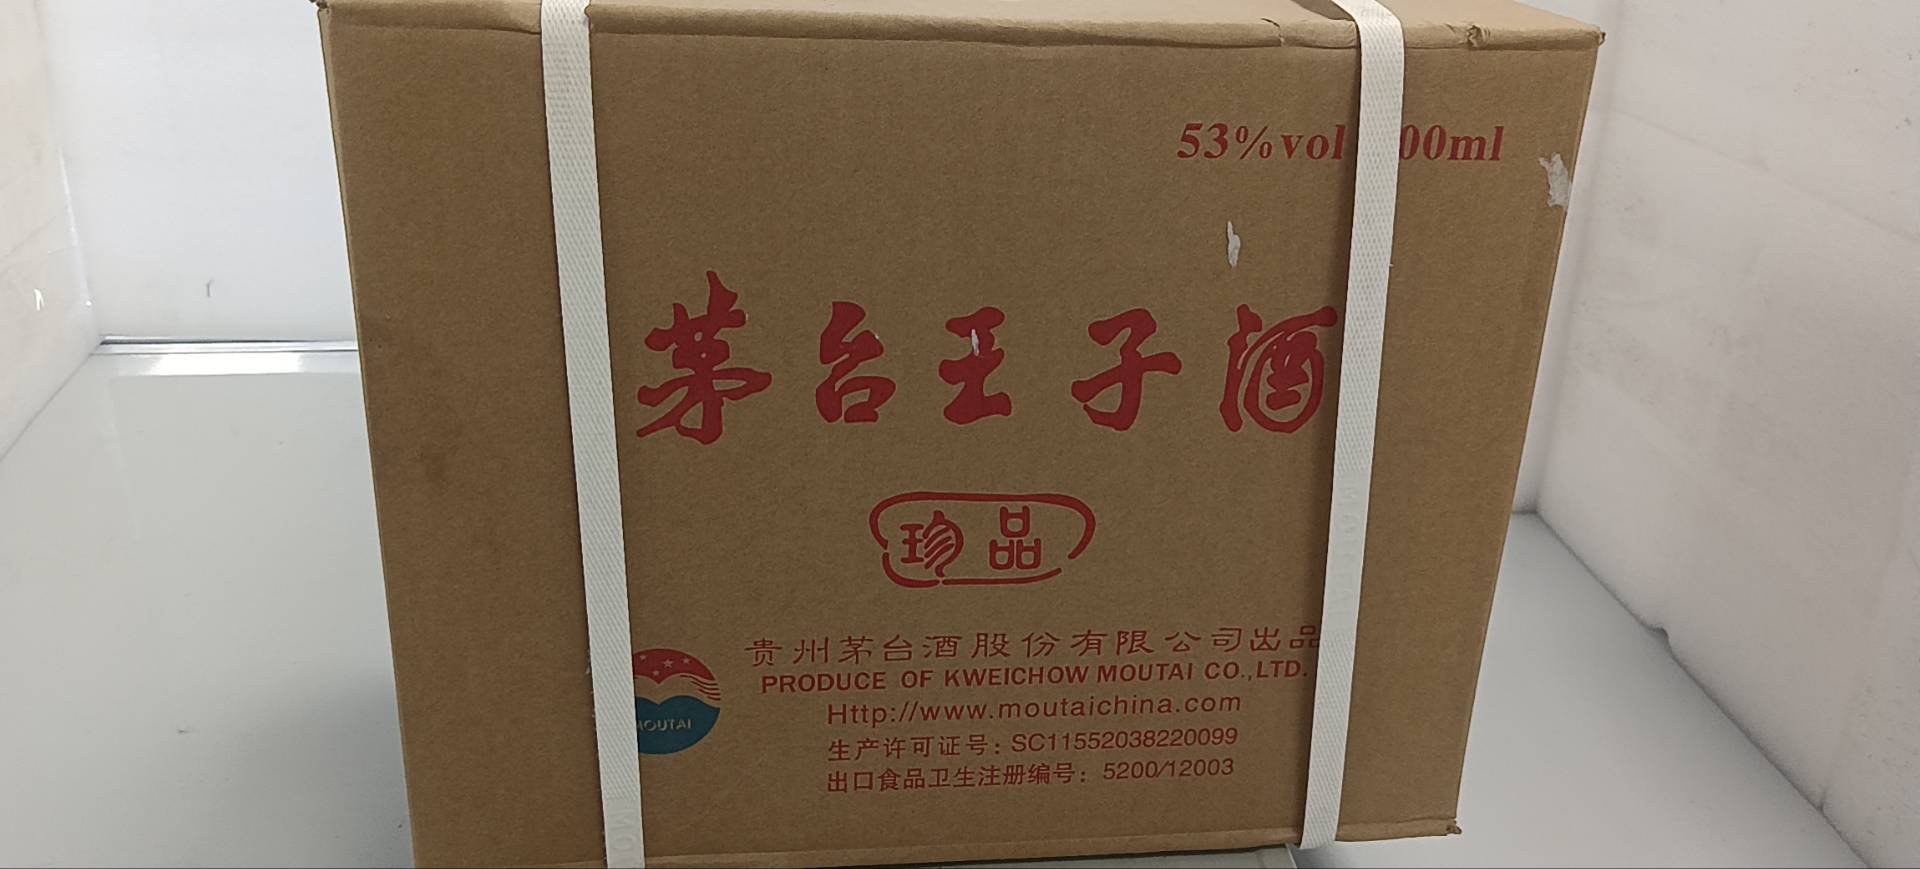 53%vol 00ml
茅台王子酒
珍品
贵州茅台酒股份有限公司出品
PRODUCE OF KWEICHOW MOUTAI CO.,LTD.
MOUTAI
Http://www.moutaichina.com
生产许可证号: SC11552038220099
出口食品卫生注册编号: 5200/12003